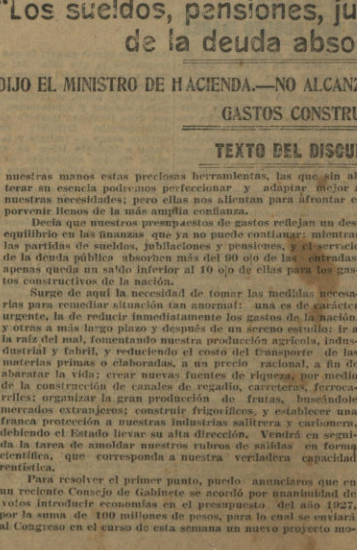 "Los sueldos, pensiones, ju
de la deuda abso
DIJO EL MINISTRO DE HACIENDA.—NO ALCANZ
GASTOS CONSTRU
TEXTO DEL DISCUR
nuestras manos estas preciosas herramientas, las que sin al
terar su esencia podremos perfeccionar y adaptar mejor a
nuestras necesidades; pero ellas nos alientan para afrontar e
porvenir llenos de la más amplia confianza.
Decía que nuestros presupuestos de gastos reflejan un des
equilibrio en las finanzas que ya no puede continuar: mientra
las partidas de sueldos, jubilaciones y pensiones, y el servicio
de la deuda pública absorben más del 90 o|o de las entradas
apenas queda un saldo inferior al 10 o|o de ellas para los gas
tos constructivos de la nación.
Surge de aquí la necesidad de tomar las medidas necesa-
rias para remediar situación tan anormal: una es de carácter
urgente, la de reducir inmediatamente los gastos de la nación,
y otras a más largo plazo y después de un sereno estudio: ir a
la raíz del mal, fomentando nuestra producción agrícola, indus-
dustrial y fabril, y reduciendo el costo del transporte de las
materias primas o elaboradas, a un precio racional, a fin de
abaratar la vida; crear nuevas fuentes de riqueza, por medio
de la construcción de canales de regadío, carreteras, ferroca-
rriles; organizar la gran producción de frutas, buscándole
mercados extranjeros; construir frigoríficos, y establecer una
franca protección a nuestras industrias salitrera y carbonera,
debiendo el Estado llevar su alta dirección. Vendrá en segui-
da la tarea de amoldar nuestros rubros de salidas en forma
científica, que corresponda a nuestra verdadera capacidad
rentística.
Para resolver el primer punto, puedo anunciaros que en
un reciente Consejo de Gabinete se acordó por unanimidad de
votos introducir economías en el presupuesto del año 1927,
por la suma de 100 millones de pesos, para lo cual se enviará
al Congreso en el curso de esta semana un nuevo proyecto mo-